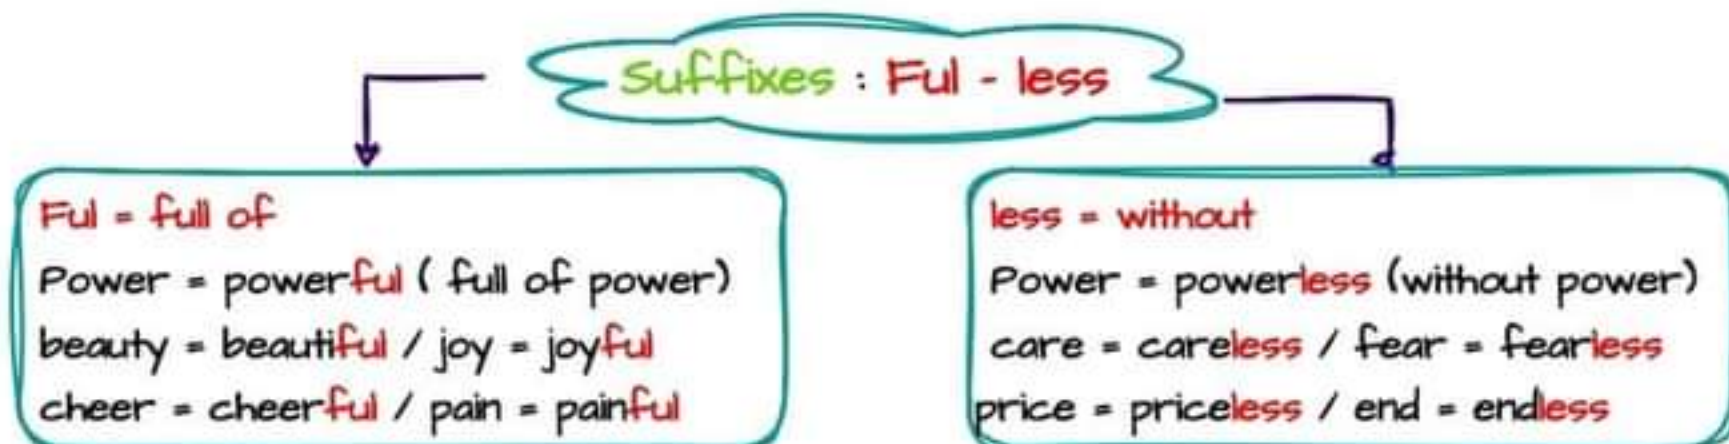 Suffixes : Ful - less
Ful = full of
Power = powerful ( full of power)
beauty = beautiful / joy = joyful
cheer = cheerful / pain = painful
less = without
Power = powerless (without power)
care = careless / fear = fearless
price = priceless / end = endless